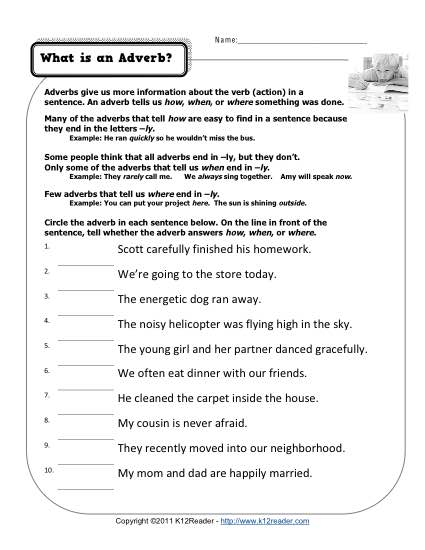 Name:
What is an Adverb?
Adverbs give us more information about the verb (action) in a
sentence. An adverb tells us how, when, or where something was done.
Many of the adverbs that tell how are easy to find in a sentence because
they end in the letters –ly.
Example: He ran quickly so he wouldn't miss the bus.
Some people think that all adverbs end in –ly, but they don't.
Only some of the adverbs that tell us when end in –ly.
Example: They rarely call me. We always sing together. Amy will speak now.
Few adverbs that tell us where end in –ly.
Example: You can put your project here. The sun is shining outside.
Circle the adverb in each sentence below. On the line in front of the
sentence, tell whether the adverb answers how, when, or where.
1. Scott carefully finished his homework.
2. We're going to the store today.
3. The energetic dog ran away.
4. The noisy helicopter was flying high in the sky.
5. The young girl and her partner danced gracefully.
6. We often eat dinner with our friends.
7. He cleaned the carpet inside the house.
8. My cousin is never afraid.
9. They recently moved into our neighborhood.
10. My mom and dad are happily married.
Copyright ©2011 K12Reader - http://www.k12reader.com